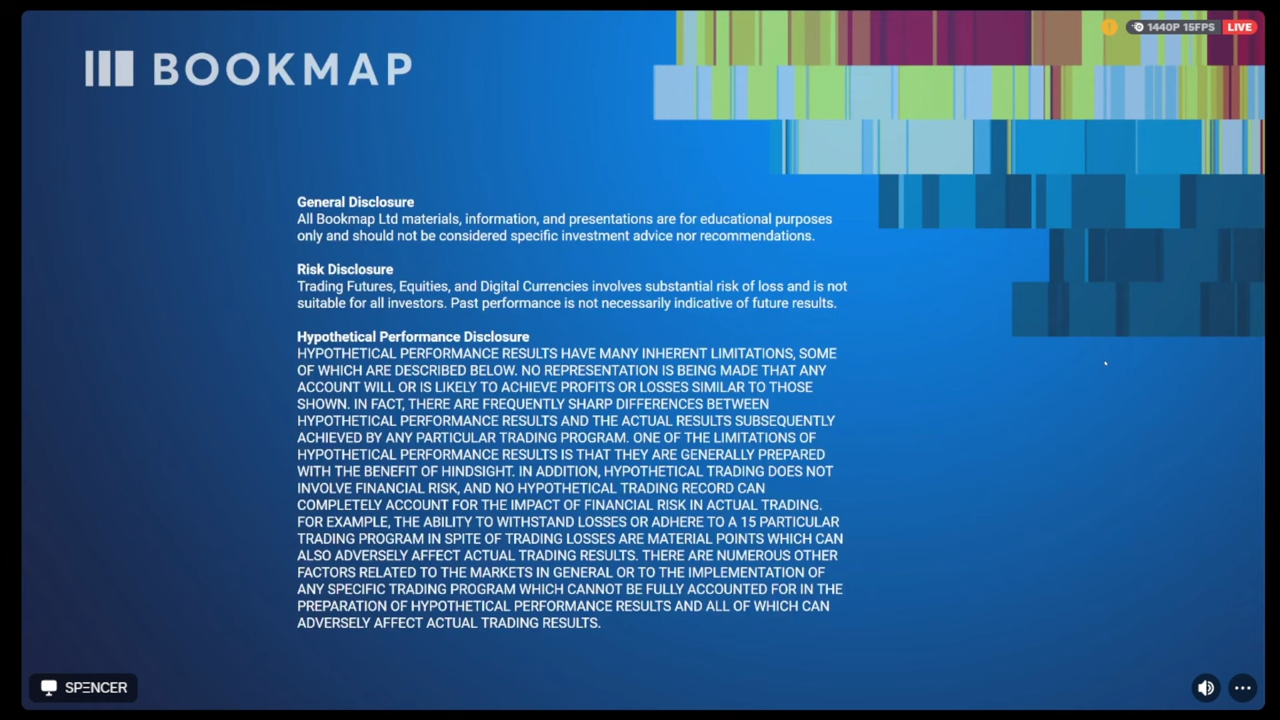 BOOKMAP
1440P 15FPS
LIVE
General Disclosure
All Bookmap Ltd materials, information, and presentations are for educational purposes
only and should not be considered specific investment advice nor recommendations.
Risk Disclosure
Trading Futures, Equities, and Digital Currencies involves substantial risk of loss and is not
suitable for all investors. Past performance is not necessarily indicative of future results.
Hypothetical Performance Disclosure
HYPOTHETICAL PERFORMANCE RESULTS HAVE MANY INHERENT LIMITATIONS, SOME
OF WHICH ARE DESCRIBED BELOW. NO REPRESENTATION IS BEING MADE THAT ANY
ACCOUNT WILL OR IS LIKELY TO ACHIEVE PROFITS OR LOSSES SIMILAR TO THOSE
SHOWN. IN FACT, THERE ARE FREQUENTLY SHARP DIFFERENCES BETWEEN
HYPOTHETICAL PERFORMANCE RESULTS AND THE ACTUAL RESULTS SUBSEQUENTLY
ACHIEVED BY ANY PARTICULAR TRADING PROGRAM. ONE OF THE LIMITATIONS OF
HYPOTHETICAL PERFORMANCE RESULTS IS THAT THEY ARE GENERALLY PREPARED
WITH THE BENEFIT OF HINDSIGHT. IN ADDITION, HYPOTHETICAL TRADING DOES NOT
INVOLVE FINANCIAL RISK, AND NO HYPOTHETICAL TRADING RECORD CAN
COMPLETELY ACCOUNT FOR THE IMPACT OF FINANCIAL RISK IN ACTUAL TRADING.
FOR EXAMPLE, THE ABILITY TO WITHSTAND LOSSES OR ADHERE TO A 15 PARTICULAR
TRADING PROGRAM IN SPITE OF TRADING LOSSES ARE MATERIAL POINTS WHICH CAN
ALSO ADVERSELY AFFECT ACTUAL TRADING RESULTS. THERE ARE NUMEROUS OTHER
FACTORS RELATED TO THE MARKETS IN GENERAL OR TO THE IMPLEMENTATION OF
ANY SPECIFIC TRADING PROGRAM WHICH CANNOT BE FULLY ACCOUNTED FOR IN THE
PREPARATION OF HYPOTHETICAL PERFORMANCE RESULTS AND ALL OF WHICH CAN
ADVERSELY AFFECT ACTUAL TRADING RESULTS.
SPΞNCER